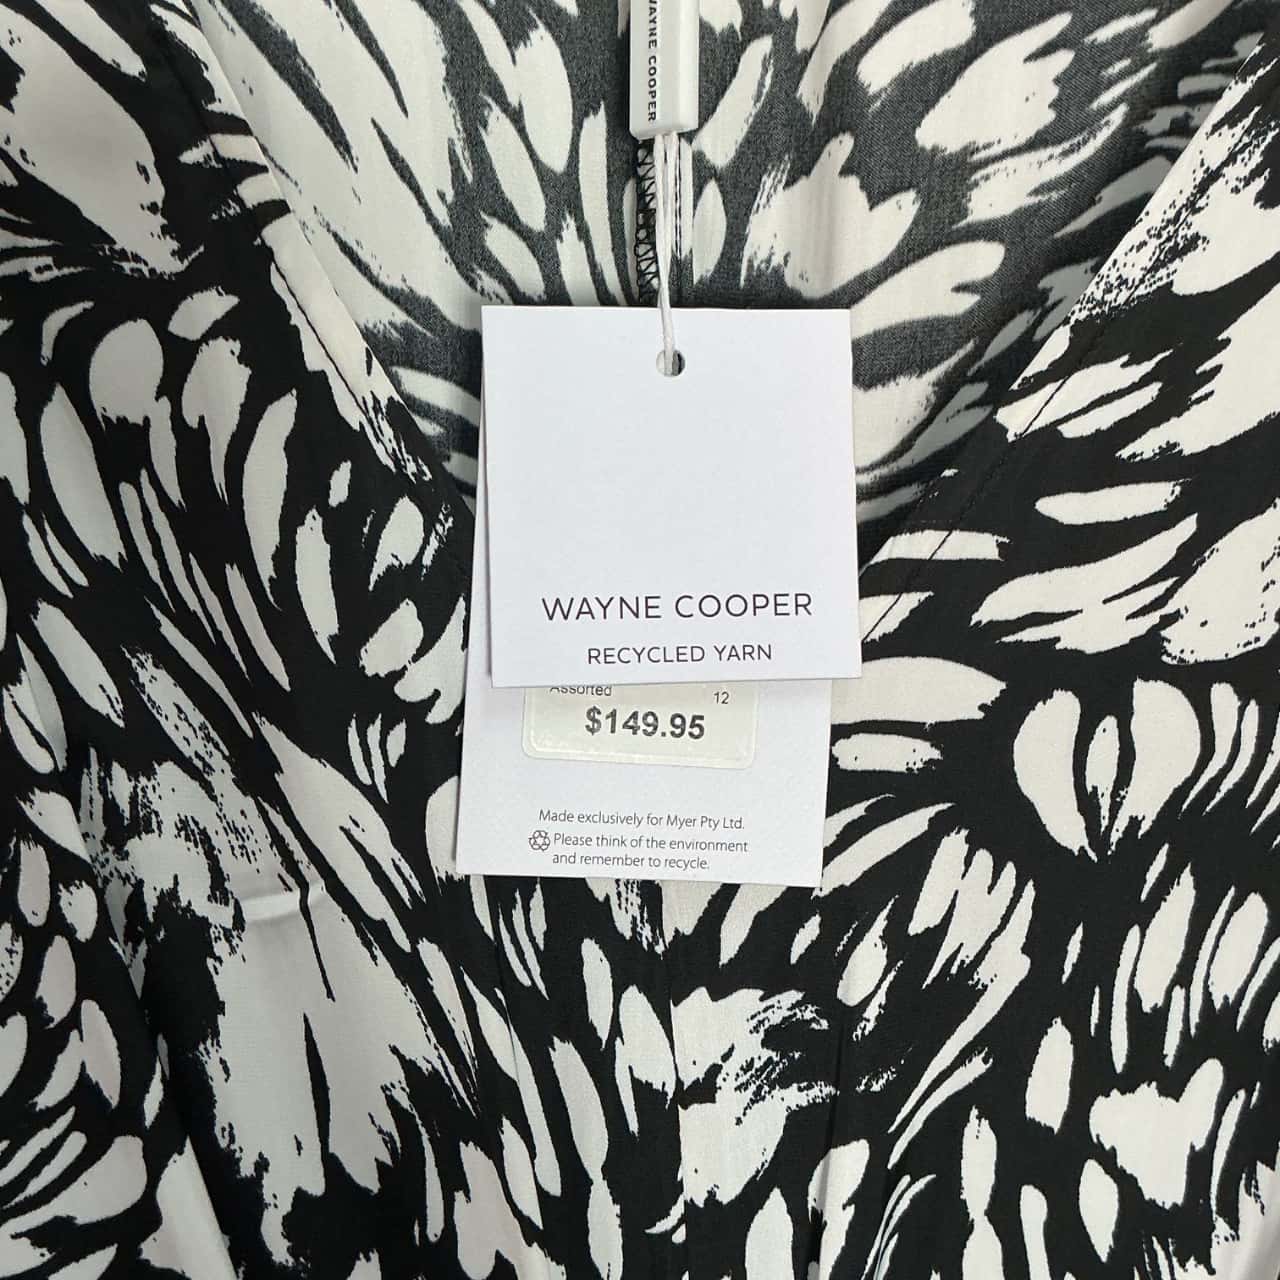 WAYNE COOPER
WAYNE COOPER
RECYCLED YARN
Assorted
12
$149.95
Made exclusively for Myer Pty Ltd.
Please think of the environment
and remember to recycle.